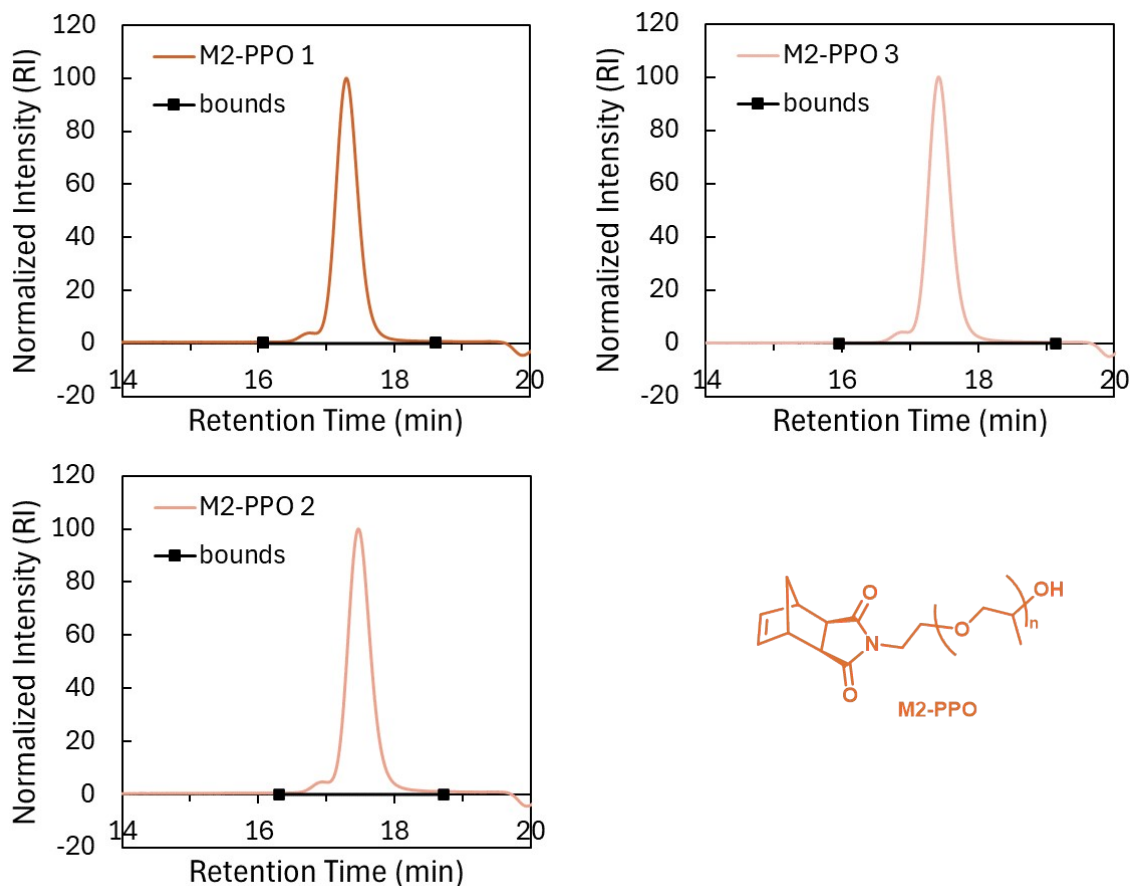 120
100
80
60
40
20
0
-20
Normalized Intensity (RI)
M2-PPO 1
bounds
14 16 18 20
Retention Time (min)
120
100
80
60
40
20
0
-20
Normalized Intensity (RI)
M2-PPO 3
bounds
14 16 18 20
Retention Time (min)
120
100
80
60
40
20
0
-20
Normalized Intensity (RI)
M2-PPO 2
bounds
14 16 18 20
Retention Time (min)
O
OH
O
n
N
O
M2-PPO